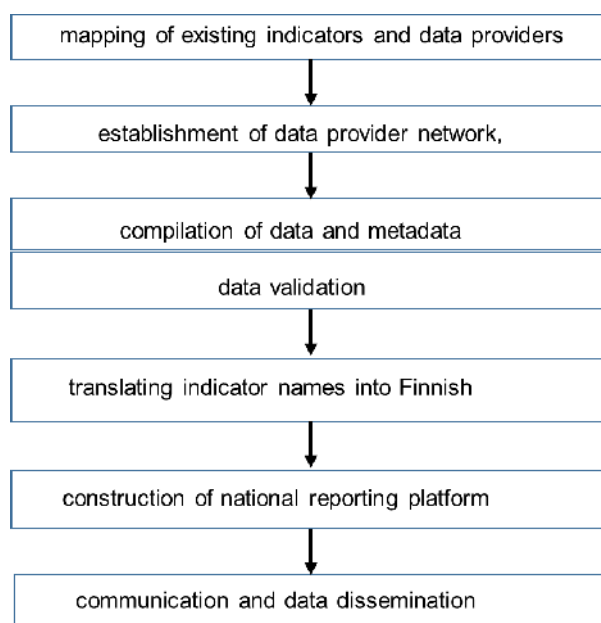 mapping of existing indicators and data providers
establishment of data provider network,
compilation of data and metadata
data validation
translating indicator names into Finnish
construction of national reporting platform
communication and data dissemination